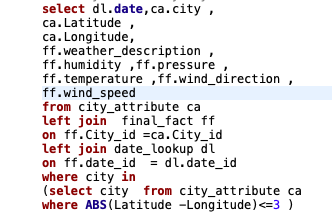 select dl.date,ca.city ,
ca.Latitude ,
ca.Longitude,
ff.weather_description ,
ff.humidity ,ff.pressure ,
ff.temperature ,ff.wind_direction ,
ff.wind_speed
from city_attribute ca
left join  final_fact ff
on ff.City_id =ca.City_id
left join date_lookup dl
on ff.date_id  = dl.date_id
where city in
(select city  from city_attribute ca
where ABS(Latitude -Longitude)<=3 )